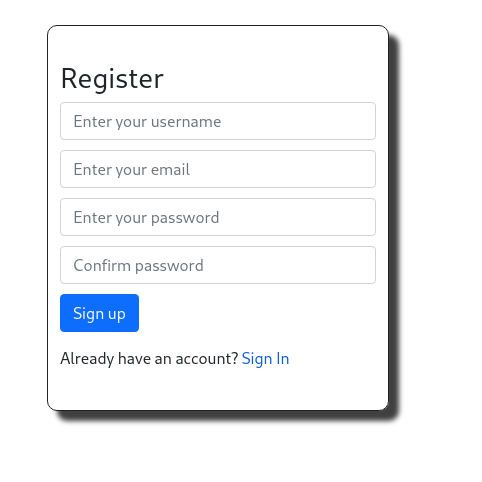 Register
Enter your username
Enter your email
Enter your password
Confirm password
Sign up
Already have an account? Sign In